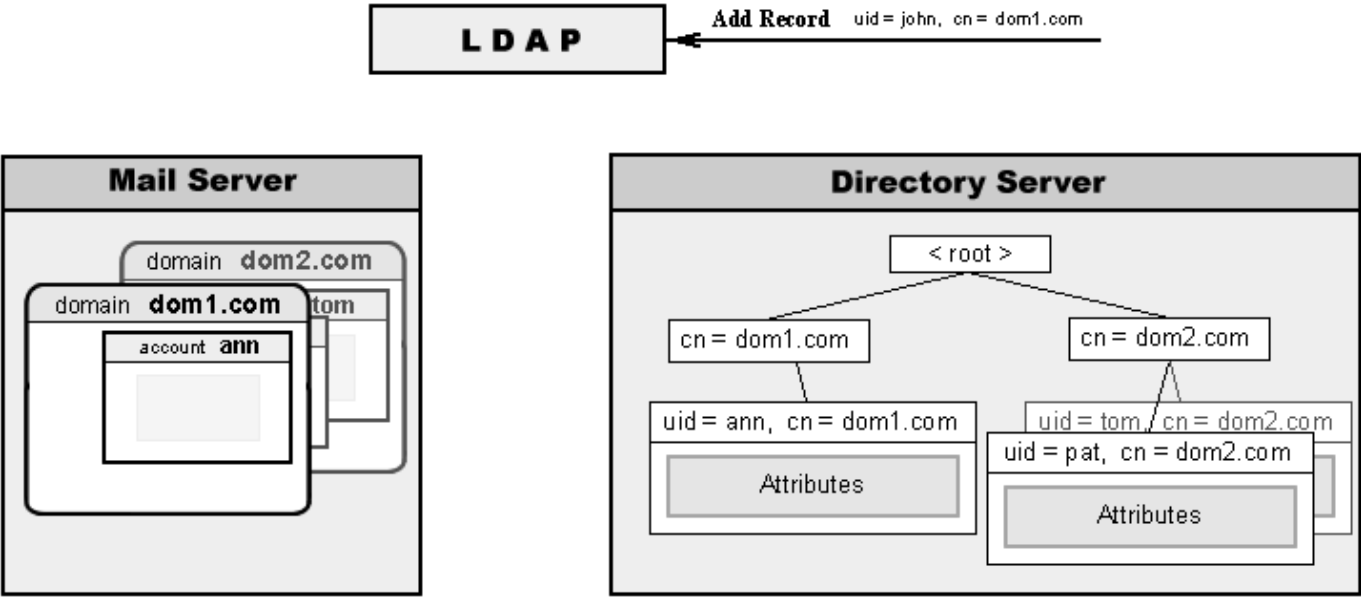 Add Record uid = john, cn = dom1.com
LDAP
Mail Server
Directory Server
domain dom2.com
< root >
domain dom1.com
tom
cn = dom1.com
cn = dom2.com
account ann
uid = ann, cn = dom1.com
uid = tom, cn = dom2.com
uid = pat, cn = dom2.com
Attributes
Attributes